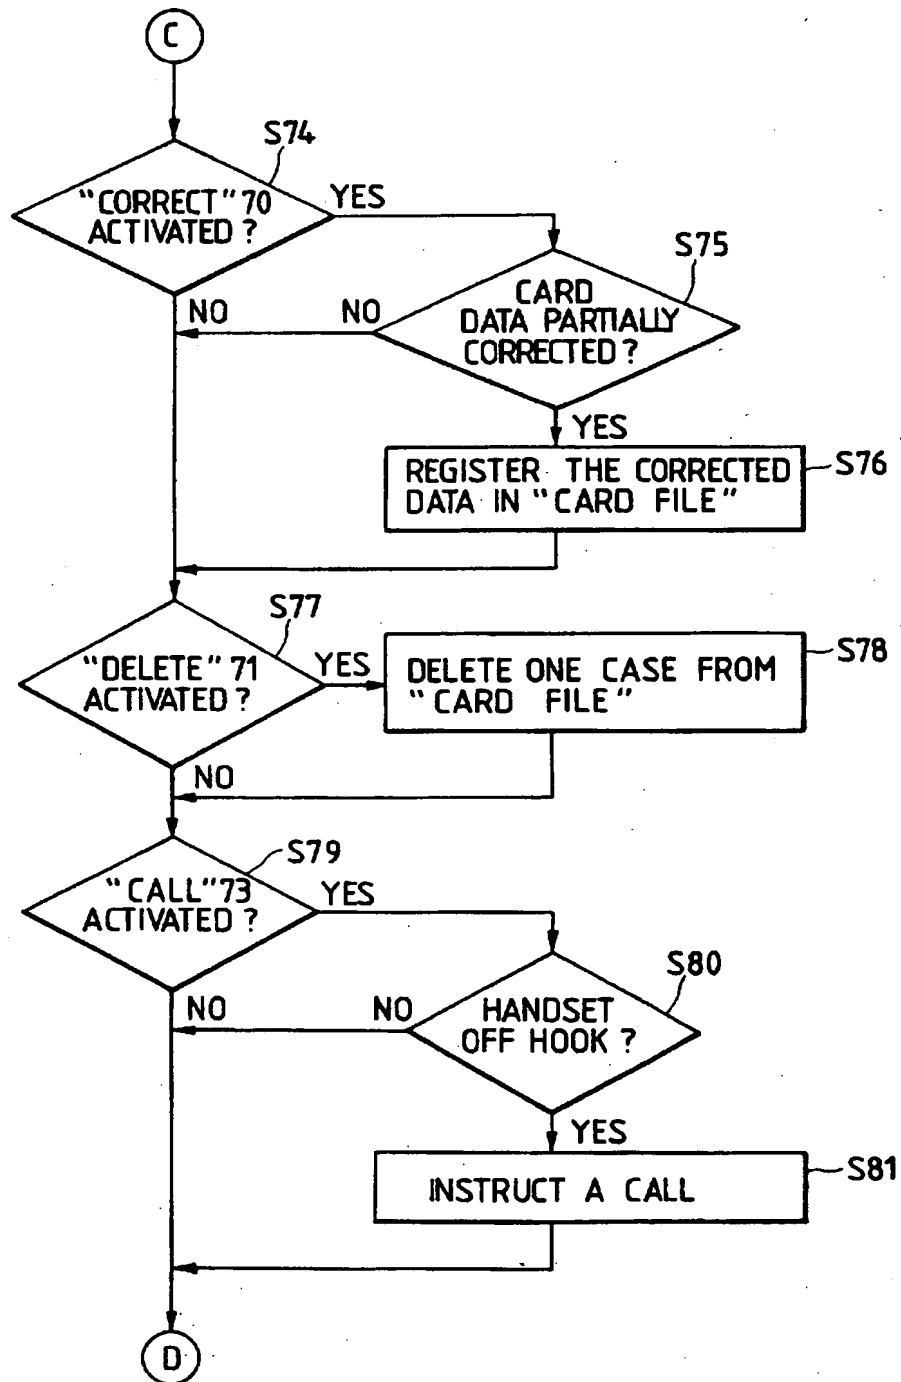 C
S74
"CORRECT" 70
ACTIVATED ?
YES
NO
S75
CARD
DATA PARTIALLY
CORRECTED ?
NO
YES
S76
REGISTER THE CORRECTED
DATA IN "CARD FILE"
S77
"DELETE" 71
ACTIVATED ?
YES
NO
S78
DELETE ONE CASE FROM
"CARD FILE"
S79
"CALL" 73
ACTIVATED ?
YES
NO
S80
HANDSET
OFF HOOK ?
NO
YES
S81
INSTRUCT A CALL
D